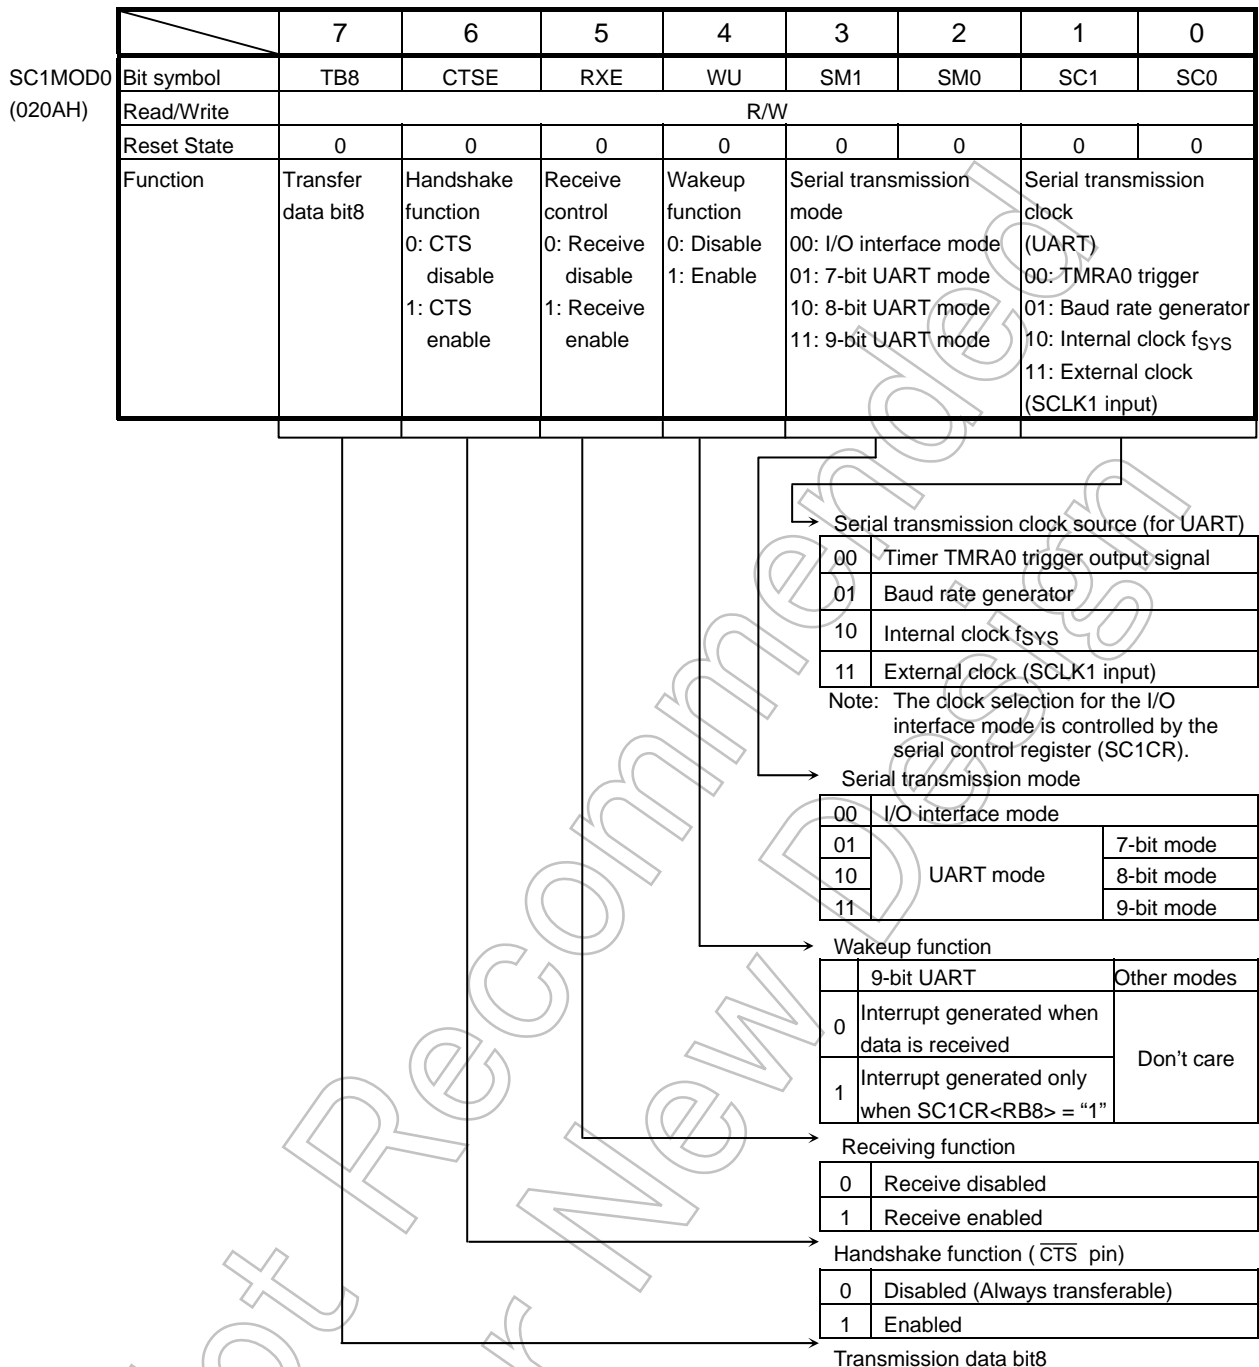 7 6 5 4 3 2 1 0
SC1MOD0 Bit symbol TB8 CTSE RXE WU SM1 SM0 SC1 SC0
(020AH) Read/Write R/W
Reset State 0 0 0 0 0 0 0 0
Function Transfer Handshake Receive Wakeup Serial transmission Serial transmission
data bit8 function control function mode clock
0: CTS 0: Receive 0: Disable 00: I/O interface mode (UART)
disable disable 1: Enable 01: 7-bit UART mode 00: TMRA0 trigger
1: CTS 1: Receive 10: 8-bit UART mode 01: Baud rate generator
enable enable 11: 9-bit UART mode 10: Internal clock fSYS
11: External clock
(SCLK1 input)
Serial transmission clock source (for UART)
00 Timer TMRA0 trigger output signal
01 Baud rate generator
10 Internal clock fSYS
11 External clock (SCLK1 input)
Note: The clock selection for the I/O
interface mode is controlled by the
serial control register (SC1CR).
Serial transmission mode
00 I/O interface mode
01 7-bit mode
10 UART mode 8-bit mode
11 9-bit mode
Wakeup function
9-bit UART Other modes
0 Interrupt generated when
data is received
Don't care
1 Interrupt generated only
when SC1CR<RB8> = “1”
Receiving function
0 Receive disabled
1 Receive enabled
Handshake function ( CTS pin)
0 Disabled (Always transferable)
1 Enabled
Transmission data bit8
Not Recommended
for New Design